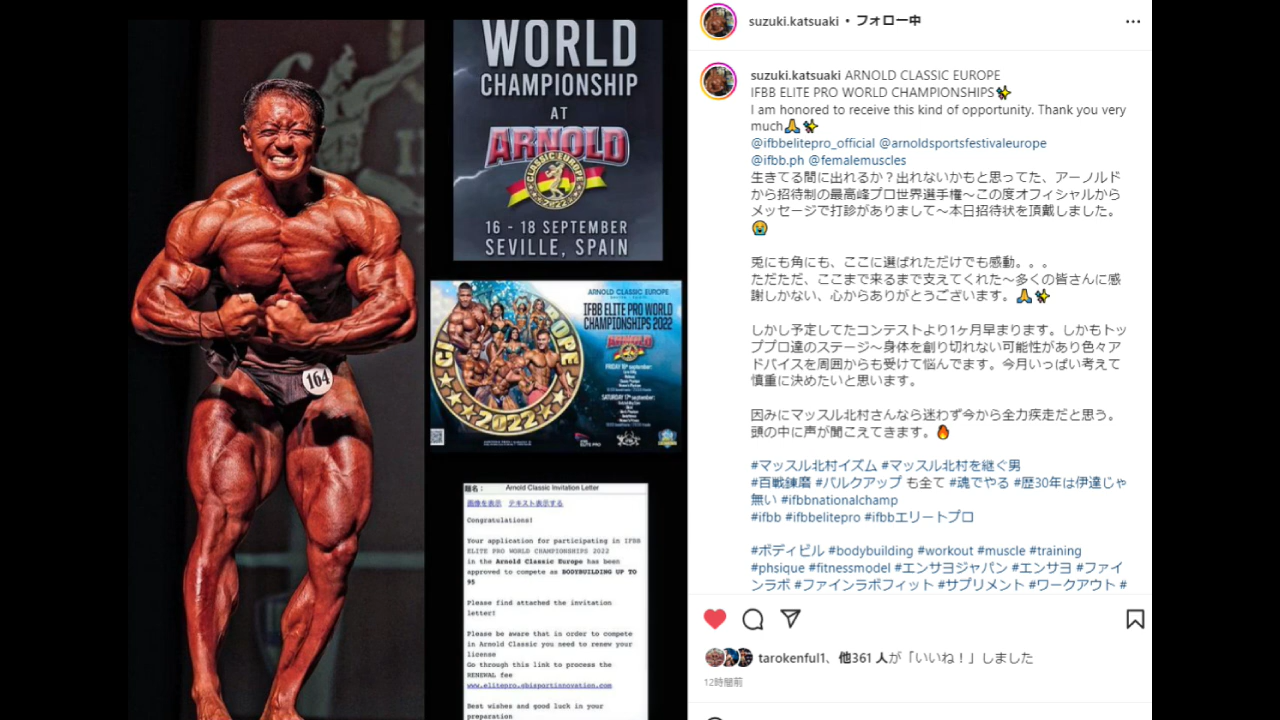 WORLD
CHAMPIONSHIP
AT
ARNOLD
CLASSIC EUROPE
2022
16 - 18 SEPTEMBER
SEVILLE, SPAIN
164
ARNOLD CLASSIC EUROPE
IFBB ELITE PRO WORLD
CHAMPIONSHIPS 2022
ARNOLD
EUROPE
2022
題名： Arnold Classic Invitation Letter
画像を表示 テキスト表示する
Congratulations!
Your application for participating in IFBB
ELITE PRO WORLD CHAMPIONSHIPS 2022
in the Arnold Classic Europe has been
approved to compete as BODYBUILDING UP TO
95
Please find attached the invitation
letter!
Please be aware that in order to compete
in Arnold Classic you need to renew your
license
Go through this link to process the
RENEWAL fee
www.elitepro.obisportinnovation.com
Best wishes and good luck in your
preparation
suzuki.katsuaki • フォロー中
suzuki.katsuaki ARNOLD CLASSIC EUROPE
IFBB ELITE PRO WORLD CHAMPIONSHIPS✨
I am honored to receive this kind of opportunity. Thank you very
much🙏✨
@ifbbelitepro_official @arnoldsportsfestivaleurope
@ifbb.ph @femalemuscles
生きてる間に出れるか？出れないかもと思ってた、アーノルド
から招待制の最高峰プロ世界選手権～この度オフィシャルから
メッセージで打診がありまして～本日招待状を頂戴しました。
😭
兎にも角にも、ここに選ばれただけでも感動。。。
ただただ、ここまで来るまで支えてくれた～多くの皆さんに感
謝しかない、心からありがとうございます。🙏✨
しかし予定してたコンテストより1ヶ月早まります。しかもトッ
ププロ達のステージ～身体を創り切れない可能性があり色々ア
ドバイスを周囲からも受けて悩んでます。今月いっぱい考えて
慎重に決めたいと思います。
因みにマッスル北村さんなら迷わず今から全力疾走だと思う。
頭の中に声が聞こえてきます。🔥
#マッスル北村イズム #マッスル北村を継ぐ男
#百戦錬磨 #バルクアップ も全て #魂でやる #歴30年は伊達じゃ
無い #ifbbnationalchamp
#ifbb #ifbbelitepro #ifbbエリートプロ
#ボディビル #bodybuilding #workout #muscle #training
#phsique #fitnessmodel #エンサヨジャパン #エンサヨ #ファイ
ンラボ #ファインラボフィット #サプリメント #ワークアウト #
tarokenful1、他361 人が「いいね！」しました
12時間前